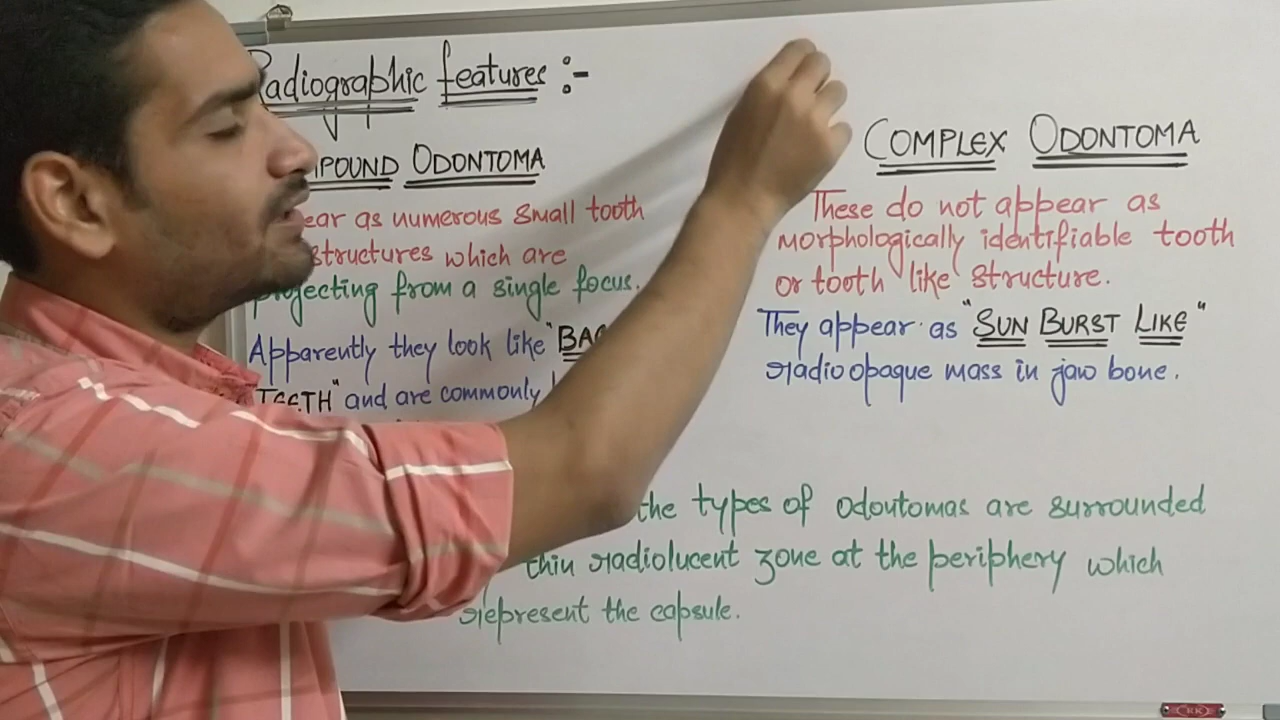 Radiographic features :-
POUND ODONTOMA
ear as numerous small tooth
structures which are
projecting from a single focus.
Apparently they look like "BAG
TEETH" and are commonly
COMPLEX ODONTOMA
These do not appear as
morphologically identifiable tooth
or tooth like structure.
They appear as "SUN BURST LIKE"
radioopaque mass in jaw bone.
the types of odontomas are surrounded
thin radiolucent zone at the periphery which
represent the capsule.